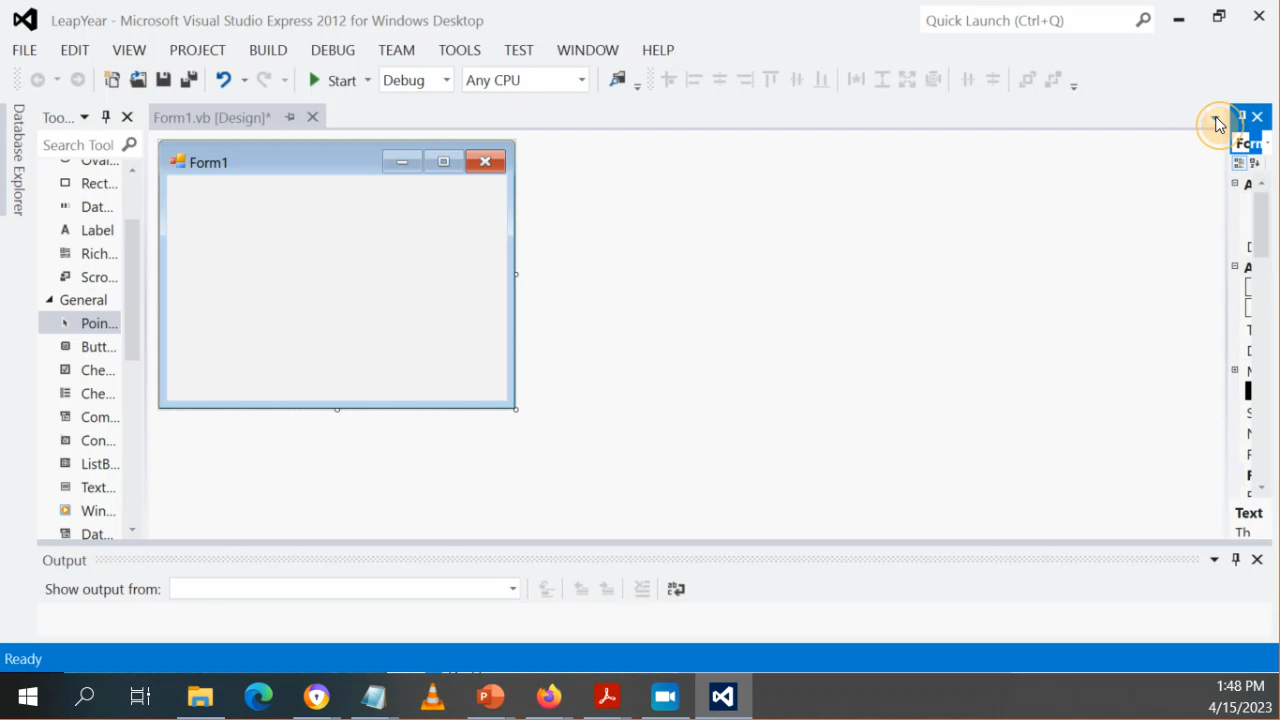 LeapYear - Microsoft Visual Studio Express 2012 for Windows Desktop
Quick Launch (Ctrl+Q)
FILE EDIT VIEW PROJECT BUILD DEBUG TEAM TOOLS TEST WINDOW HELP
Start Debug Any CPU
Database Explorer
Too...
Form1.vb [Design]*
Search Tool
Form1
Rect...
Dat...
A Label
Rich...
Scro...
General
Poin...
Butt...
Che...
Che...
Com...
Con...
ListB...
Text...
Win...
Dat...
Text
Th
Output
Show output from:
Ready
1:48 PM
4/15/2023